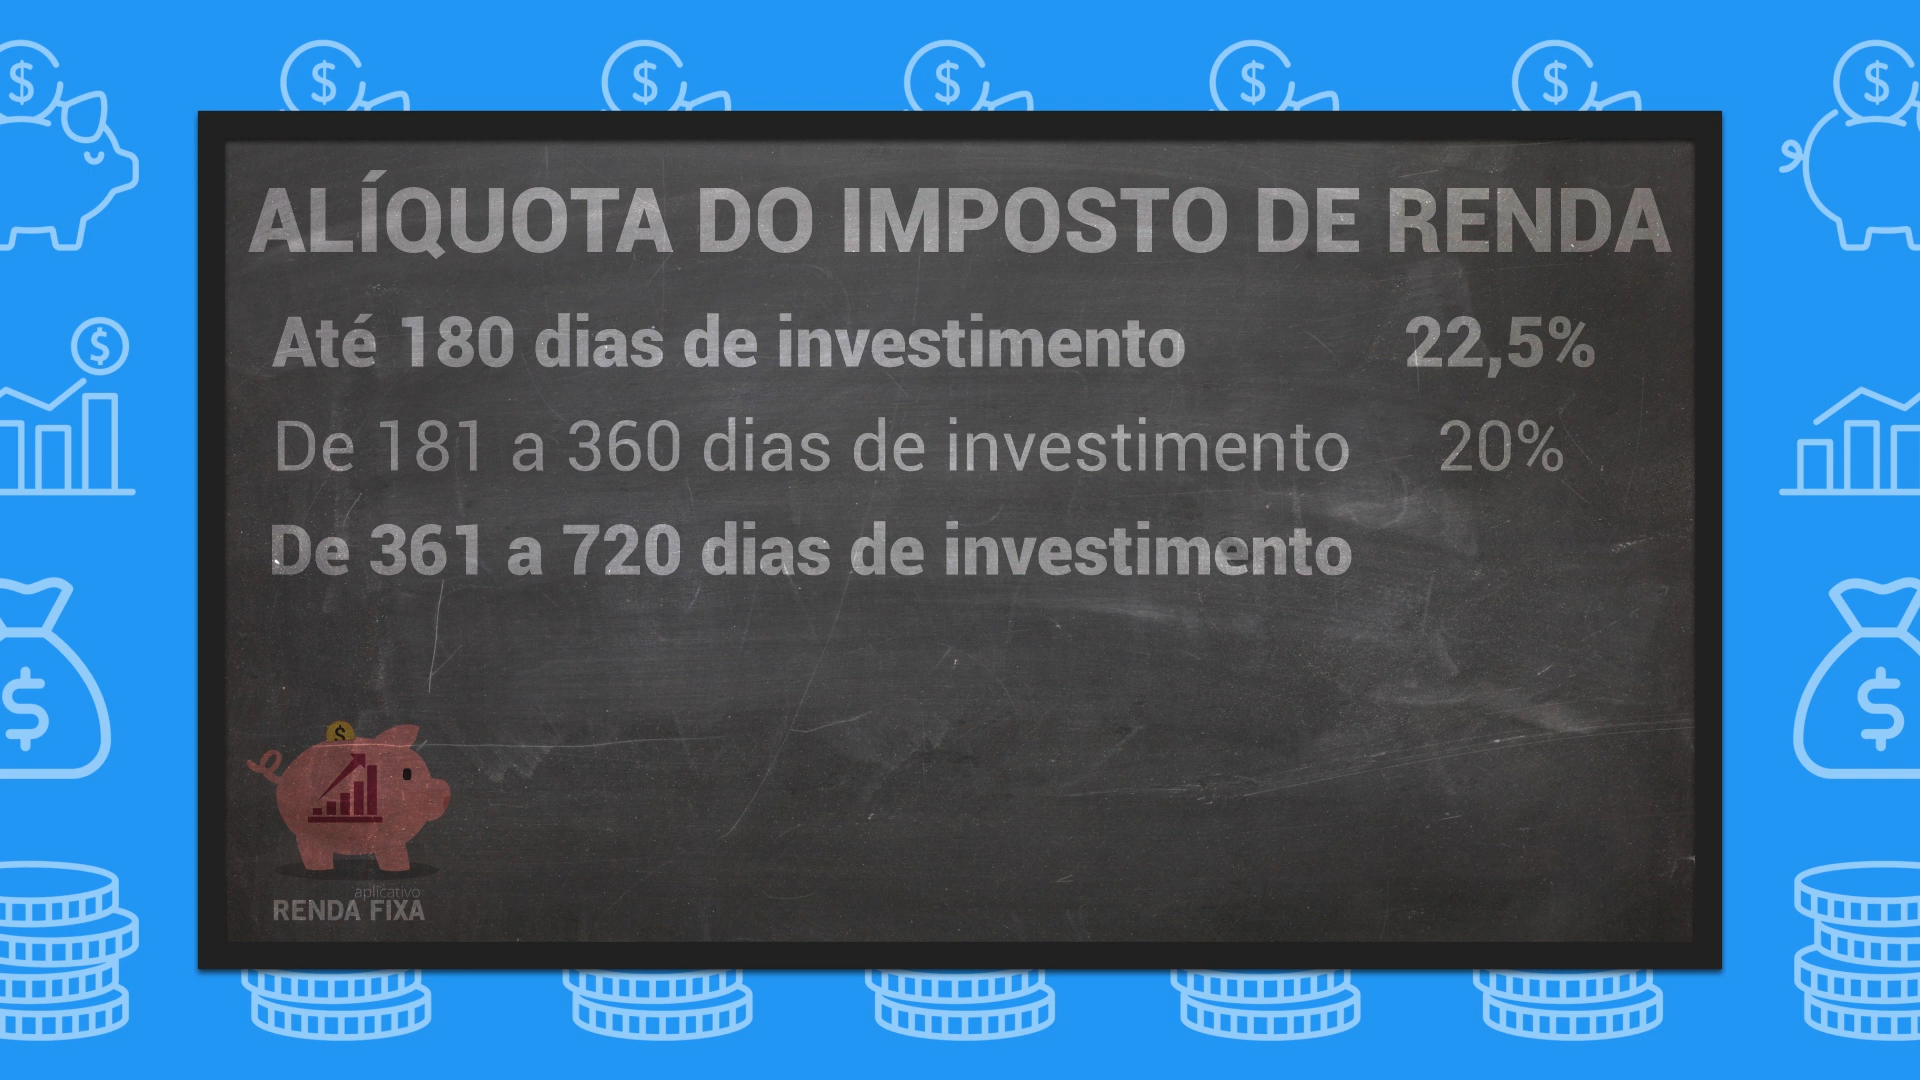 ALÍQUOTA DO IMPOSTO DE RENDA
Até 180 dias de investimento 22,5%
De 181 a 360 dias de investimento 20%
De 361 a 720 dias de investimento
aplicativo
RENDA FIXA